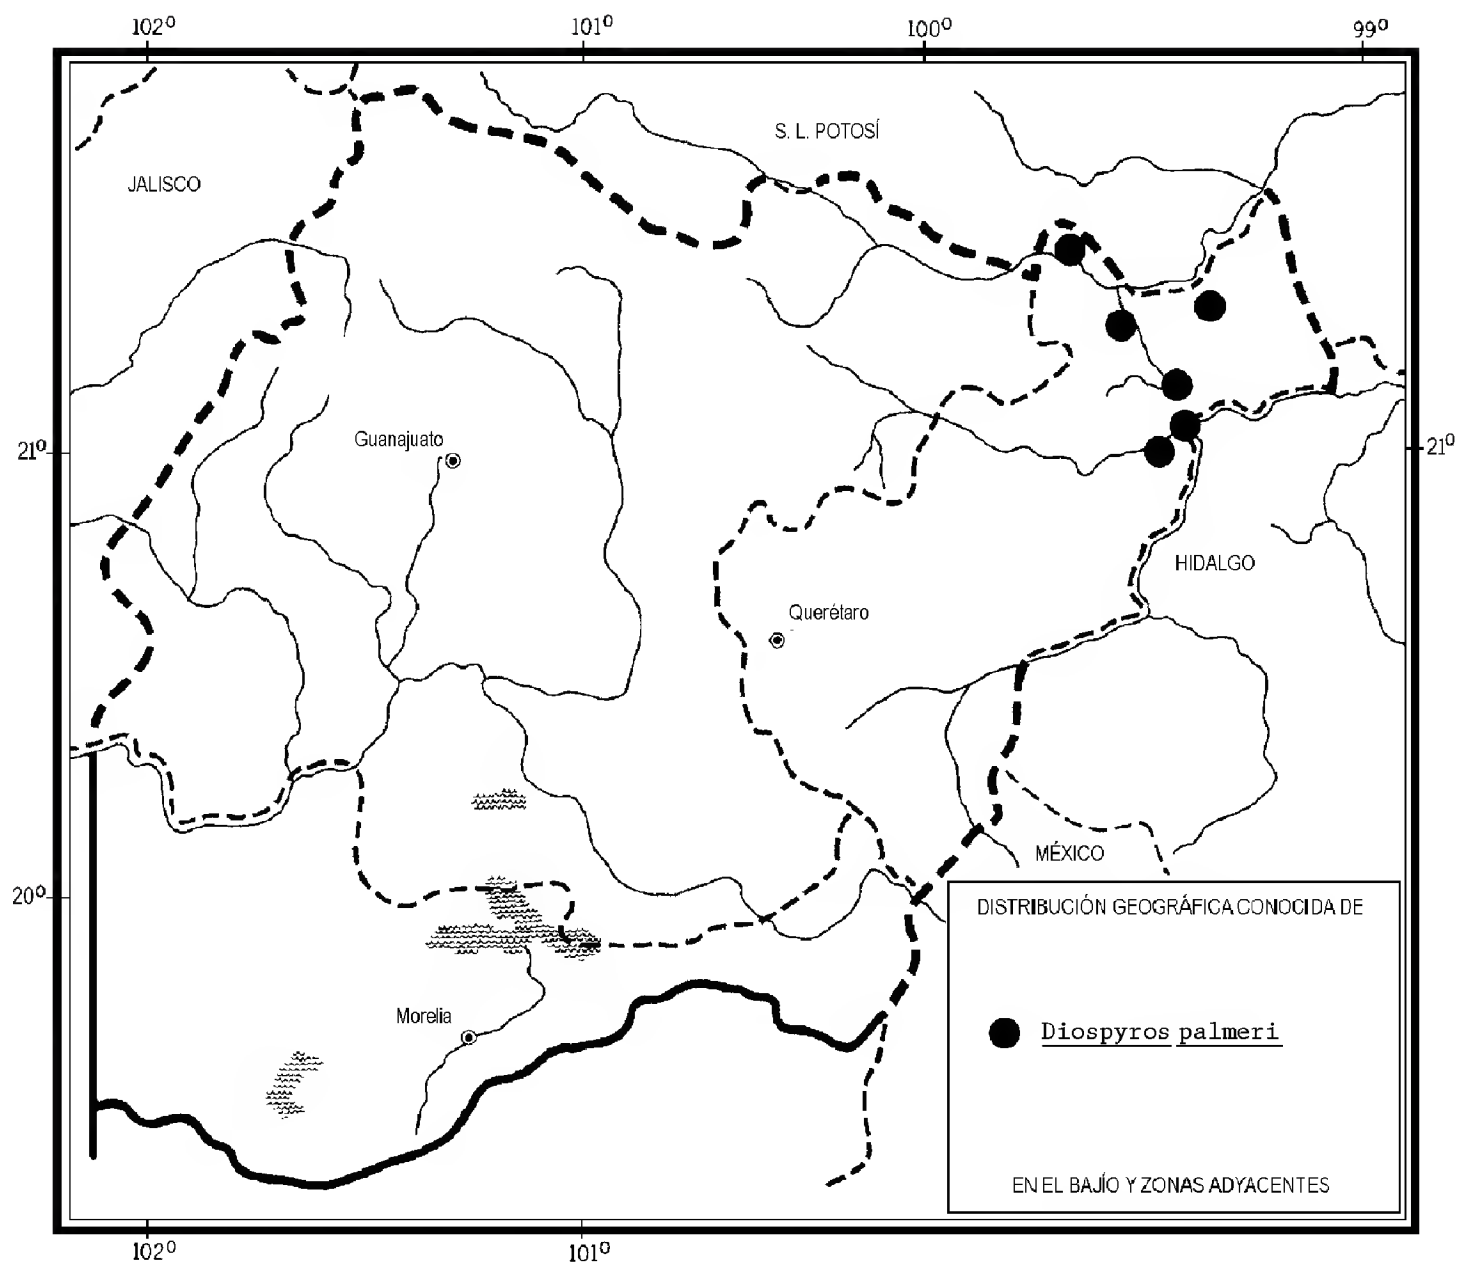 102º 101º 100º 99º
S. L. POTOSÍ
JALISCO
Guanajuato
21º 21º
HIDALGO
Querétaro
MÉXICO
20º
DISTRIBUCIÓN GEOGRÁFICA CONOCIDA DE
Morelia
Diospyros palmeri
EN EL BAJÍO Y ZONAS ADYACENTES
102º 101º